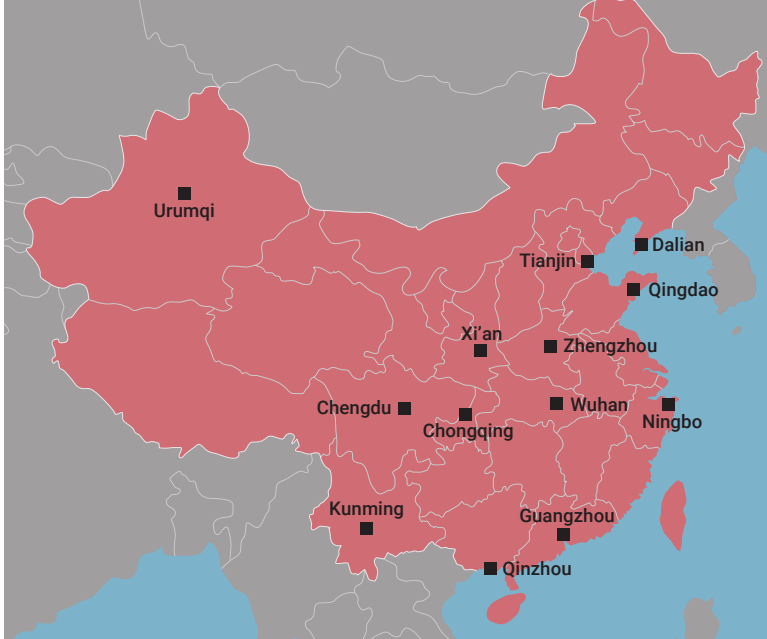 Urumqi
Dalian
Tianjin
Qingdao
Xi'an
Zhengzhou
Chengdu
Wuhan
Chongqing
Ningbo
Kunming
Guangzhou
Qinzhou